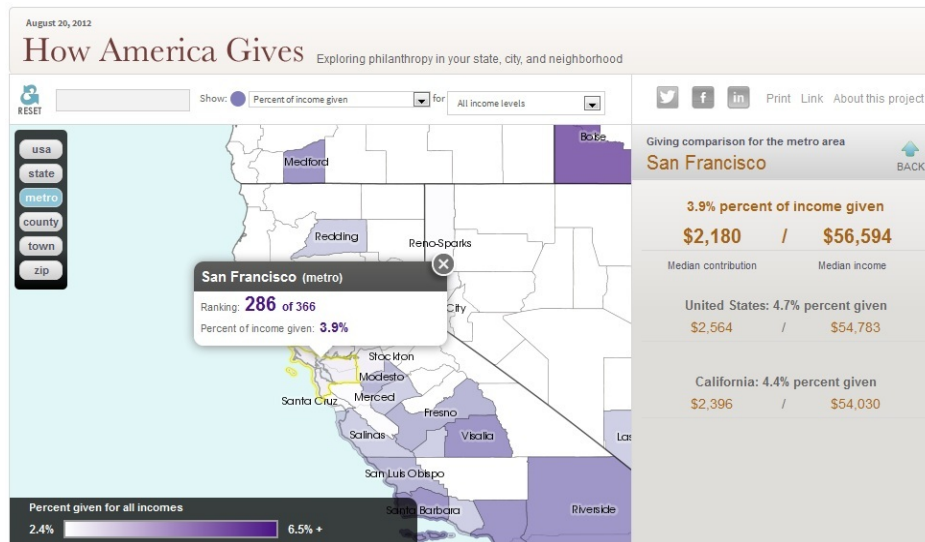 August 20, 2012
How America Gives
Exploring philanthropy in your state, city, and neighborhood
RESET
Show:
Percent of income given
for
All income levels
Print Link About this project
usa
state
metro
county
town
zip
Boise
Medford
Redding
Reno-Sparks
San Francisco (metro)
Ranking: 286 of 366
Percent of income given: 3.9%
City
Stockton
Modesto
Santa Cruz
Merced
Fresno
Salinas
Visalia
Las
San Luis Obispo
Santa Barbara
Riverside
Percent given for all incomes
2.4%
6.5% +
Giving comparison for the metro area
San Francisco
BACK
3.9% percent of income given
$2,180 / $56,594
Median contribution Median income
United States: 4.7% percent given
$2,564 / $54,783
California: 4.4% percent given
$2,396 / $54,030